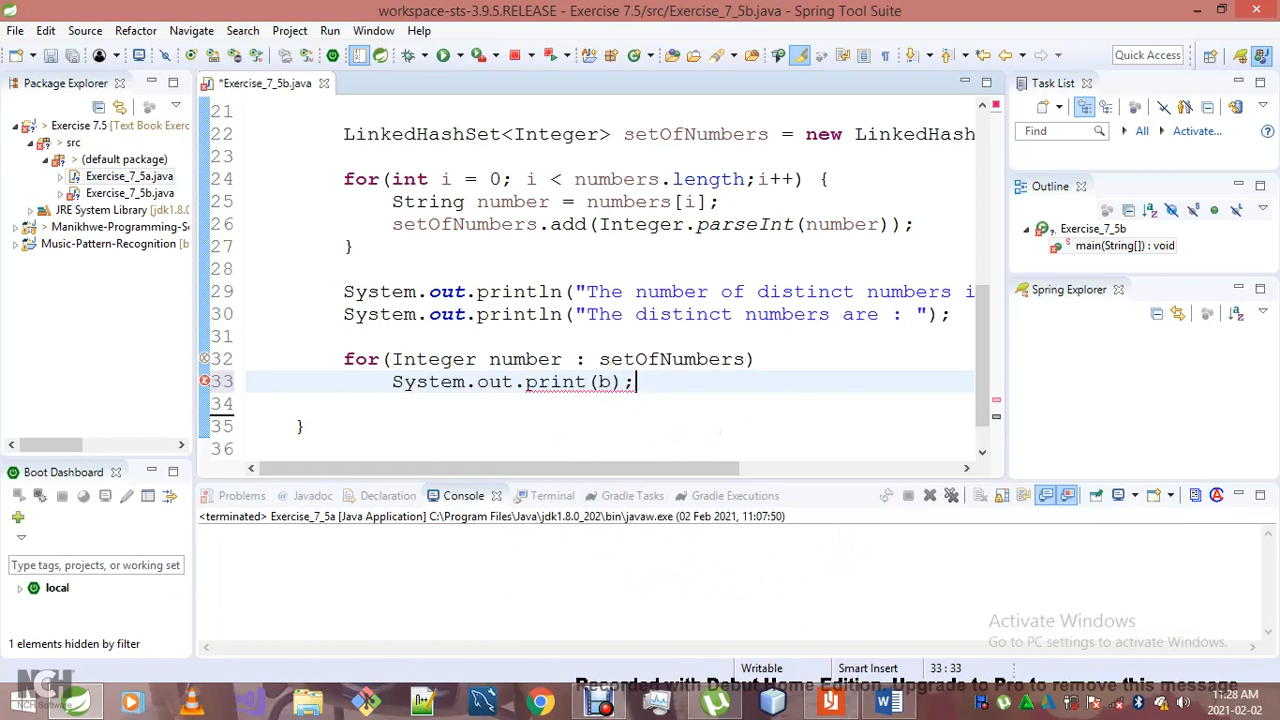 workspace-sts-3.9.5.RELEASE - Exercise 7.5/src/Exercise_7_5b.java - Spring Tool Suite
File Edit Source Refactor Navigate Search Project Run Window Help
Quick Access
Package Explorer
*Exercise_7_5b.java
Task List
Exercise 7.5 [Text Book Exerc
src
(default package)
Exercise_7_5a.java
Exercise_7_5b.java
JRE System Library [jdk1.8.0_
Manikhwe-Programming-Se
Music-Pattern-Recognition [b
21
22 LinkedHashSet<Integer> setOfNumbers = new LinkedHash
23
24 for(int i = 0; i < numbers.length;i++) {
25 String number = numbers[i];
26 setOfNumbers.add(Integer.parseInt(number));
27 }
28
29 System.out.println("The number of distinct numbers i
30 System.out.println("The distinct numbers are : ");
31
32 for(Integer number : setOfNumbers)
33 System.out.print(b);
34
35 }
36
Find All Activate...
Outline
Exercise_7_5b
main(String[]) : void
Spring Explorer
Boot Dashboard
Type tags, projects, or working set
local
1 elements hidden by filter
Problems @ Javadoc Declaration Console Terminal Gradle Tasks Gradle Executions
<terminated> Exercise_7_5a [Java Application] C:\Program Files\Java\jdk1.8.0_202\bin\javaw.exe (02 Feb 2021, 11:07:50)
Activate Windows
Go to PC settings to activate Windows.
Writable Smart Insert 33 : 33
NCH Software
Recorded with Debut Home Edition. Upgrade to Pro to remove this message
11:28 AM
2021-02-02